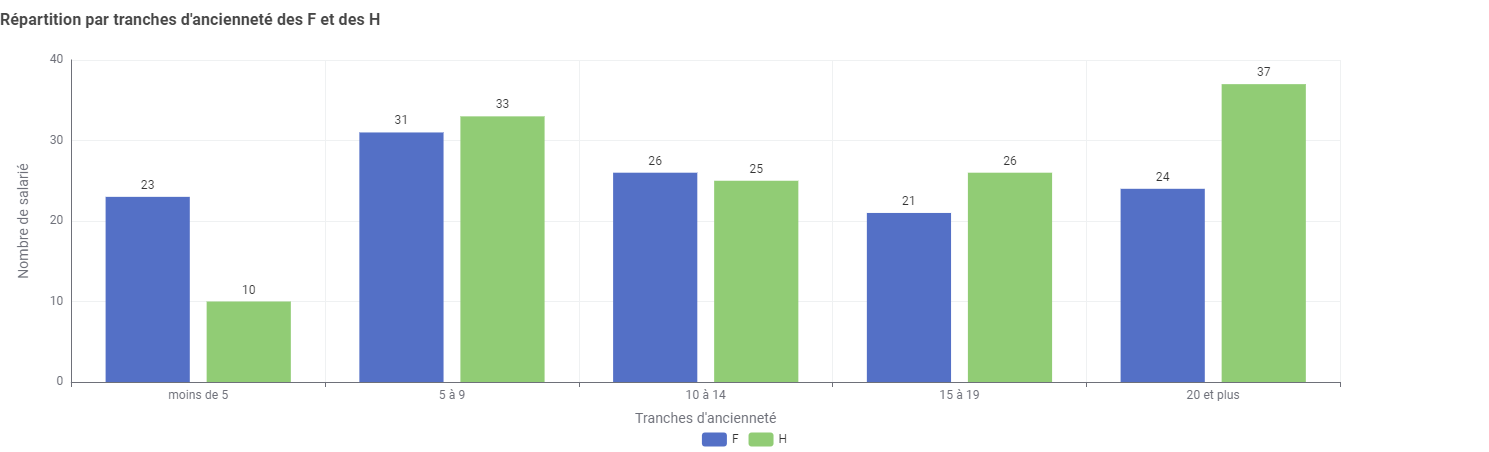 Répartition par tranches d'ancienneté des F et des H
Nombre de salarié
40
30
20
10
0
23
10
31
33
26
25
21
26
24
37
moins de 5
5 à 9
10 à 14
15 à 19
20 et plus
Tranches d'ancienneté
F H